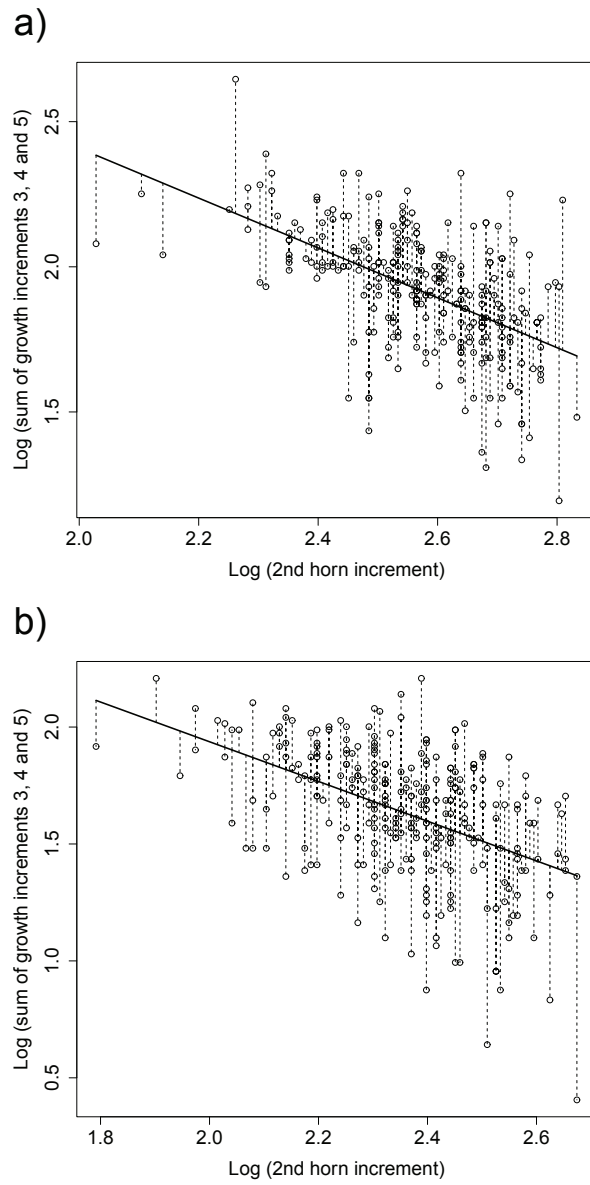 a)
Log (sum of growth increments 3, 4 and 5)
2.5
2.0
1.5
2.0 2.2 2.4 2.6 2.8
Log (2nd horn increment)
b)
Log (sum of growth increments 3, 4 and 5)
2.0
1.5
1.0
0.5
1.8 2.0 2.2 2.4 2.6
Log (2nd horn increment)